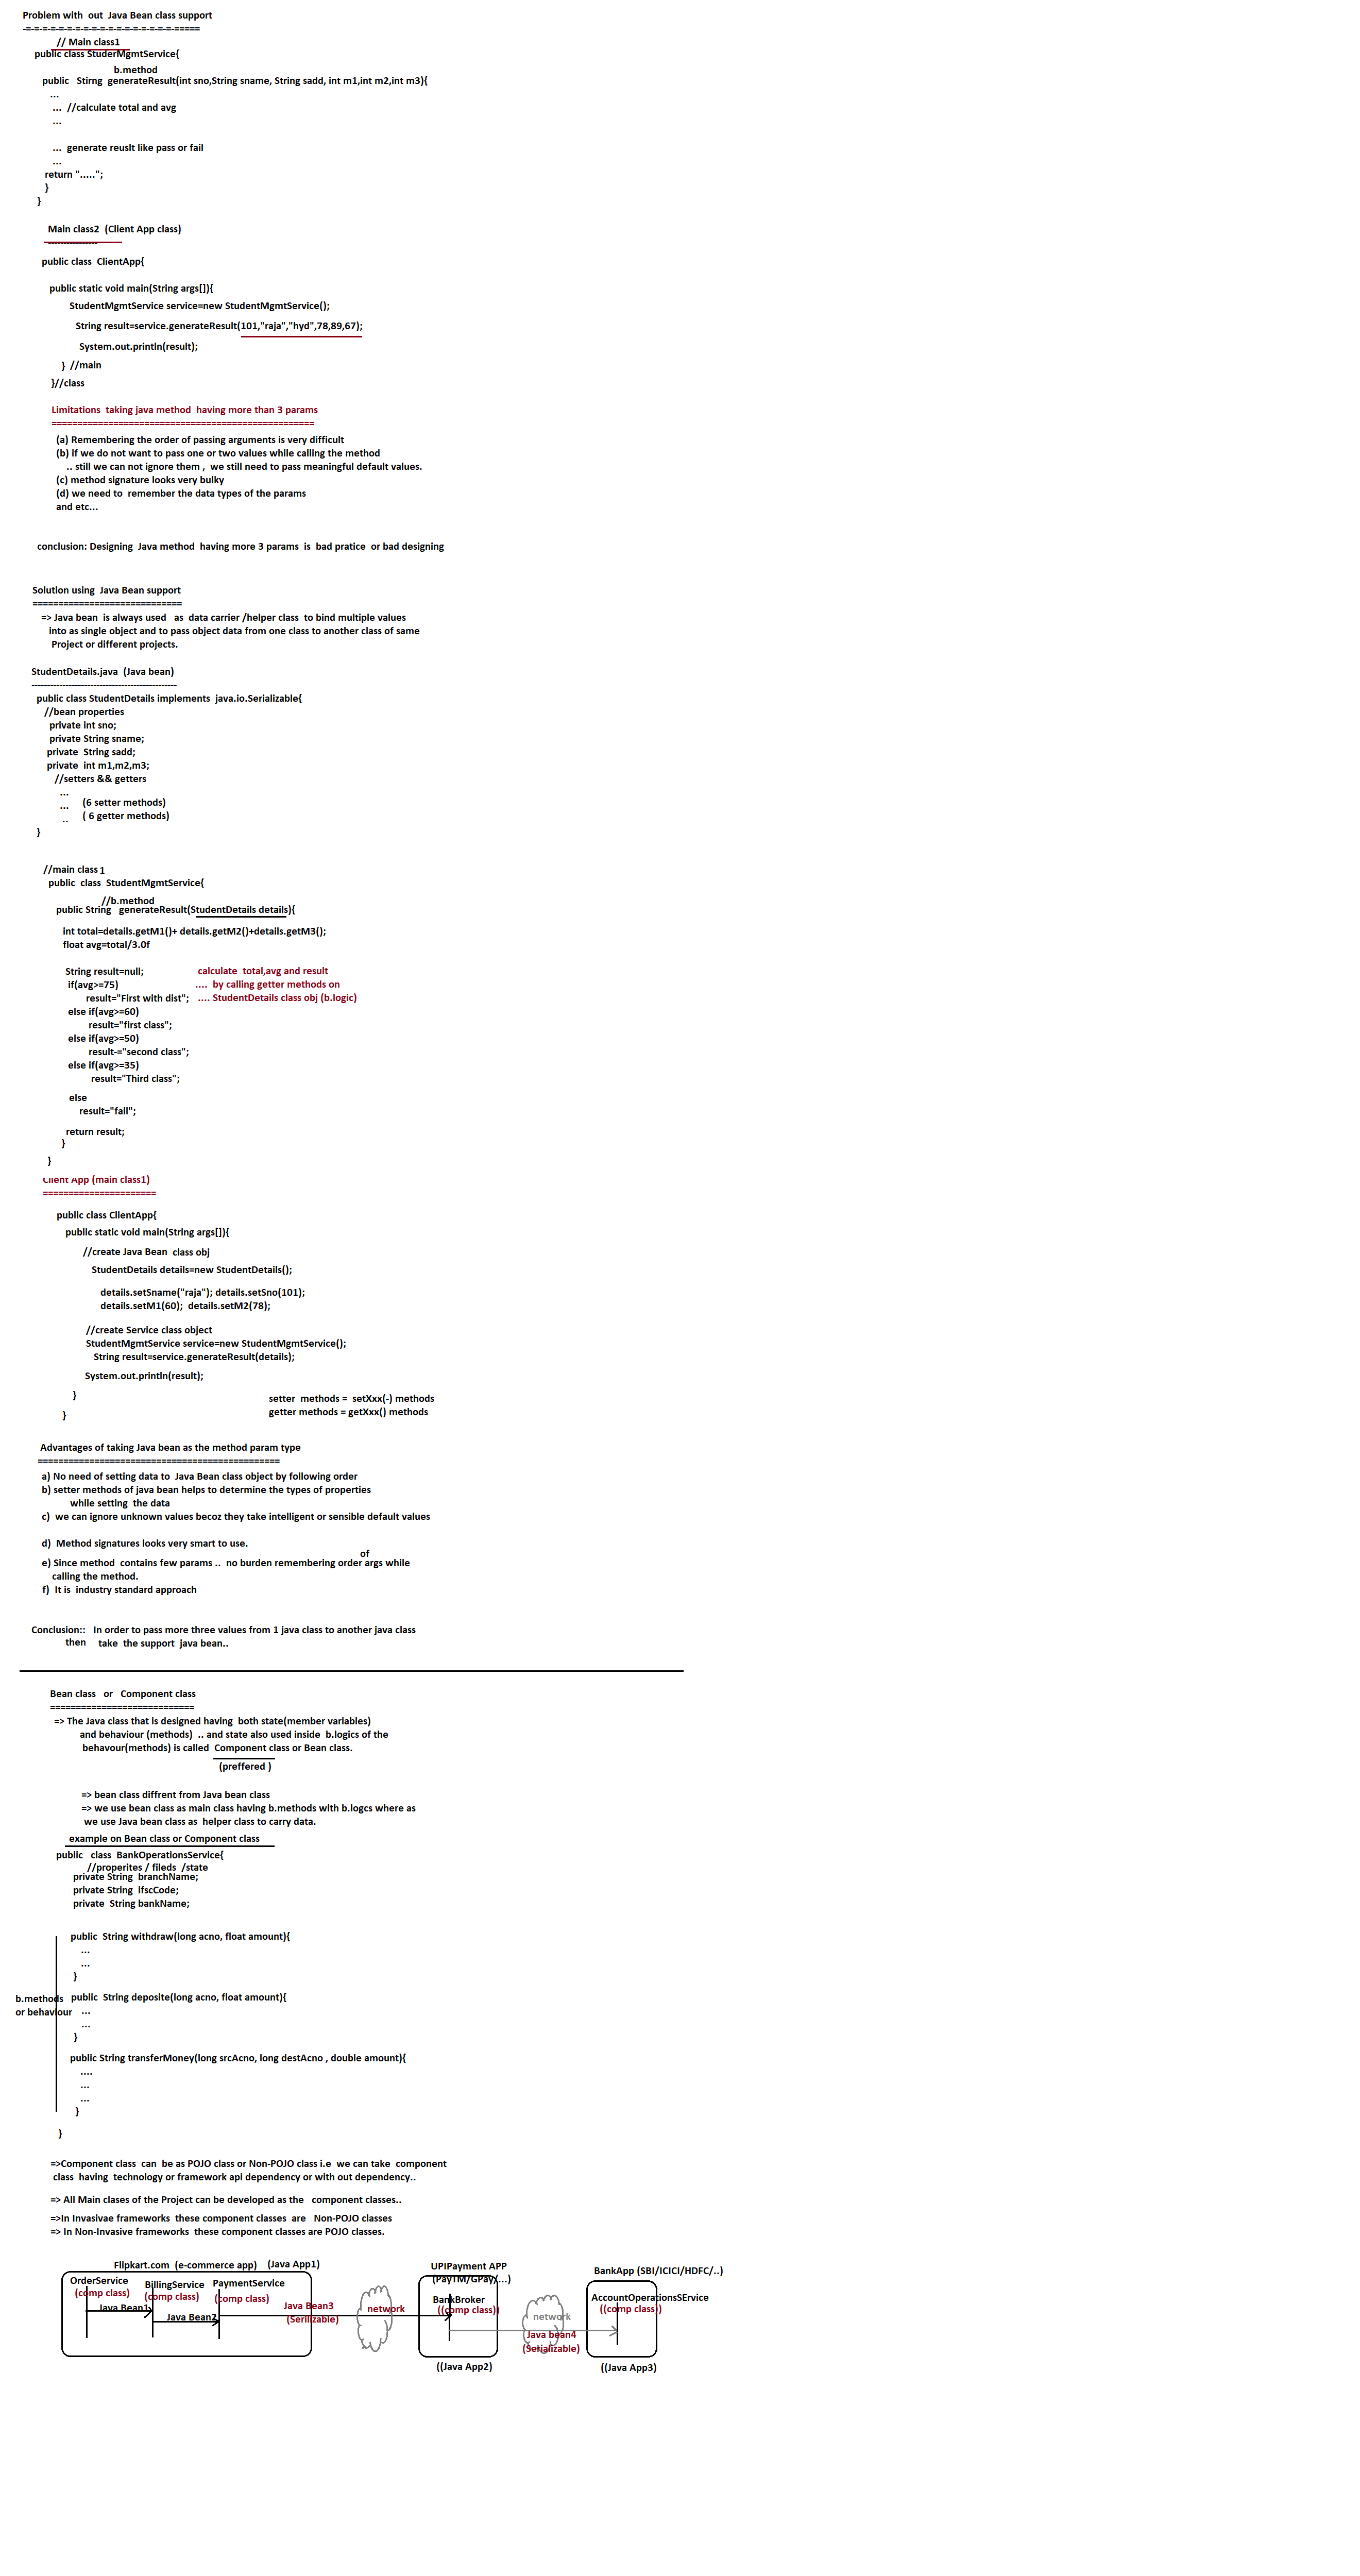 Problem with  out  Java Bean class support
-=-=-=-=-=-=-=-=-=-=-=-=-=-=-=-=-=-=-=====
// Main class1
public class StuderMgmtService{
b.method
public   Stirng  generateResult(int sno,String sname, String sadd, int m1,int m2,int m3){
...
...  //calculate total and avg
...
...  generate reuslt like pass or fail
...
return ".....";
}
}
Main class2  (Client App class)
----------------
public class  ClientApp{
public static void main(String args[]){
StudentMgmtService service=new StudentMgmtService();
String result=service.generateResult(101,"raja","hyd",78,89,67);
System.out.println(result);
}  //main
}//class
Limitations  taking java method  having more than 3 params
===================================================
(a) Remembering the order of passing arguments is very difficult
(b) if we do not want to pass one or two values while calling the method
.. still we can not ignore them ,  we still need to pass meaningful default values.
(c) method signature looks very bulky
(d) we need to  remember the data types of the params
and etc...
conclusion: Designing  Java method  having more 3 params  is  bad pratice  or bad designing
Solution using  Java Bean support
=============================
=> Java bean  is always used   as  data carrier /helper class  to bind multiple values
into as single object and to pass object data from one class to another class of same
Project or different projects.
StudentDetails.java  (Java bean)
-----------------------------------------------
public class StudentDetails implements  java.io.Serializable{
//bean properties
private int sno;
private String sname;
private  String sadd;
private  int m1,m2,m3;
//setters && getters
...
...    (6 setter methods)
..    ( 6 getter methods)
}
//main class 1
public  class  StudentMgmtService{
//b.method
public String   generateResult(StudentDetails details){
int total=details.getM1()+ details.getM2()+details.getM3();
float avg=total/3.0f
String result=null;    calculate  total,avg and result
if(avg>=75)    ....  by calling getter methods on
result="First with dist";    .... StudentDetails class obj (b.logic)
else if(avg>=60)
result="first class";
else if(avg>=50)
result-="second class";
else if(avg>=35)
result="Third class";
else
result="fail";
return result;
}
}
Client App (main class1)
======================
public class ClientApp{
public static void main(String args[]){
//create Java Bean  class obj
StudentDetails details=new StudentDetails();
details.setSname("raja"); details.setSno(101);
details.setM1(60);  details.setM2(78);
//create Service class object
StudentMgmtService service=new StudentMgmtService();
String result=service.generateResult(details);
System.out.println(result);
}
setter  methods =  setXxx(-) methods
getter methods = getXxx() methods
}
Advantages of taking Java bean as the method param type
===============================================
a) No need of setting data to  Java Bean class object by following order
b) setter methods of java bean helps to determine the types of properties
while setting  the data
c)  we can ignore unknown values becoz they take intelligent or sensible default values
d)  Method signatures looks very smart to use.
of
e) Since method  contains few params ..  no burden remembering order args while
calling the method.
f)  It is  industry standard approach
Conclusion::   In order to pass more three values from 1 java class to another java class
then    take  the support  java bean..
Bean class   or   Component class
============================
=> The Java class that is designed having  both state(member variables)
and behaviour (methods)  .. and state also used inside  b.logics of the
behavour(methods) is called  Component class or Bean class.
(preffered )
=> bean class diffrent from Java bean class
=> we use bean class as main class having b.methods with b.logcs where as
we use Java bean class as  helper class to carry data.
example on Bean class or Component class
public   class  BankOperationsService{
//properites / fileds  /state
private String  branchName;
private String  ifscCode;
private  String bankName;
public  String withdraw(long acno, float amount){
...
...
}
b.methods
or behaviour
public  String deposite(long acno, float amount){
...
...
}
public String transferMoney(long srcAcno, long destAcno , double amount){
....
...
...
}
}
=>Component class  can  be as POJO class or Non-POJO class i.e  we can take  component
class  having  technology or framework api dependency or with out dependency..
=> All Main clases of the Project can be developed as the   component classes..
=>In Invasivae frameworks  these component classes  are   Non-POJO classes
=> In Non-Invasive frameworks  these component classes are POJO classes.
Flipkart.com  (e-commerce app)    (Java App1)
OrderService
(comp class)
BillingService
(comp class)
PaymentService
(comp class)
Java Bean1
Java Bean2
Java Bean3
(Serilizable)
network
UPIPayment APP
(PayTM/GPay/...)
BankBroker
((comp class))
((Java App2)
network
Java bean4
(Serializable)
BankApp (SBI/ICICI/HDFC/..)
AccountOperationsSErvice
((comp class))
((Java App3)